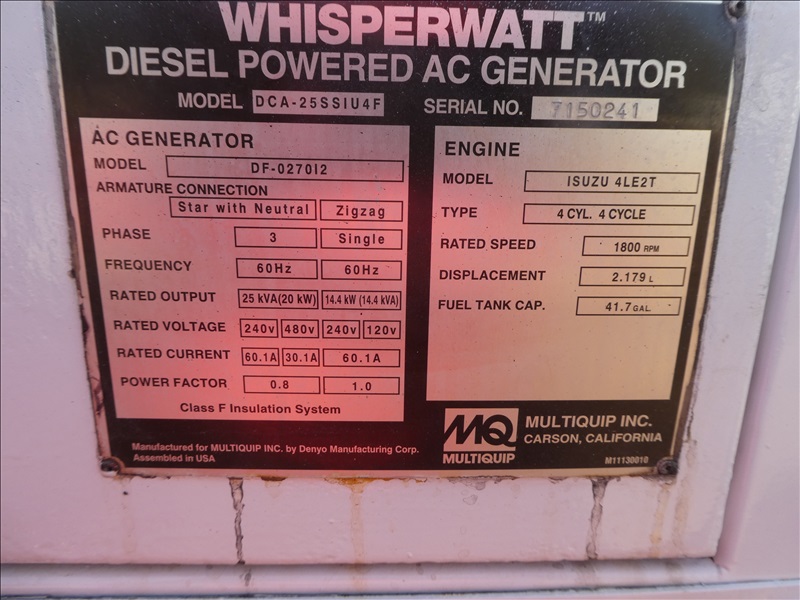 WHISPERWATT™
DIESEL POWERED AC GENERATOR
MODEL DCA-25SSIU4F SERIAL NO. 7150241
AC GENERATOR
MODEL DF-0270I2
ARMATURE CONNECTION
Star with Neutral Zigzag
PHASE 3 Single
FREQUENCY 60Hz 60Hz
RATED OUTPUT 25 kVA(20 kW) 14.4 kW (14.4 kVA)
RATED VOLTAGE 240v 480v 240v 120v
RATED CURRENT 60.1A 30.1A 60.1A
POWER FACTOR 0.8 1.0
Class F Insulation System
ENGINE
MODEL ISUZU 4LE2T
TYPE 4 CYL. 4 CYCLE
RATED SPEED 1800 RPM
DISPLACEMENT 2.179 L
FUEL TANK CAP. 41.7 GAL.
Manufactured for MULTIQUIP INC. by Denyo Manufacturing Corp.
Assembled in USA
MQ
MULTIQUIP
MULTIQUIP INC.
CARSON, CALIFORNIA
M11130010